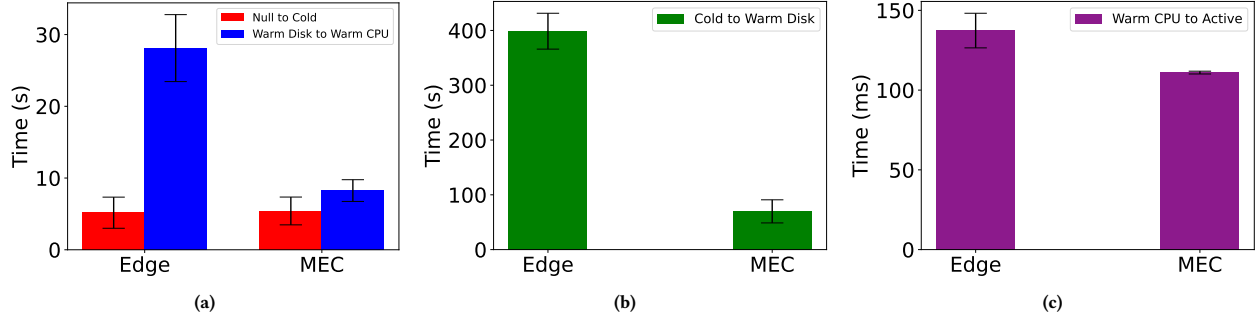 Time (s)
30
20
10
0
Null to Cold
Warm Disk to Warm CPU
Edge
MEC
(a)
Time (s)
400
300
200
100
0
Cold to Warm Disk
Edge
MEC
(b)
Time (ms)
150
100
50
0
Warm CPU to Active
Edge
MEC
(c)